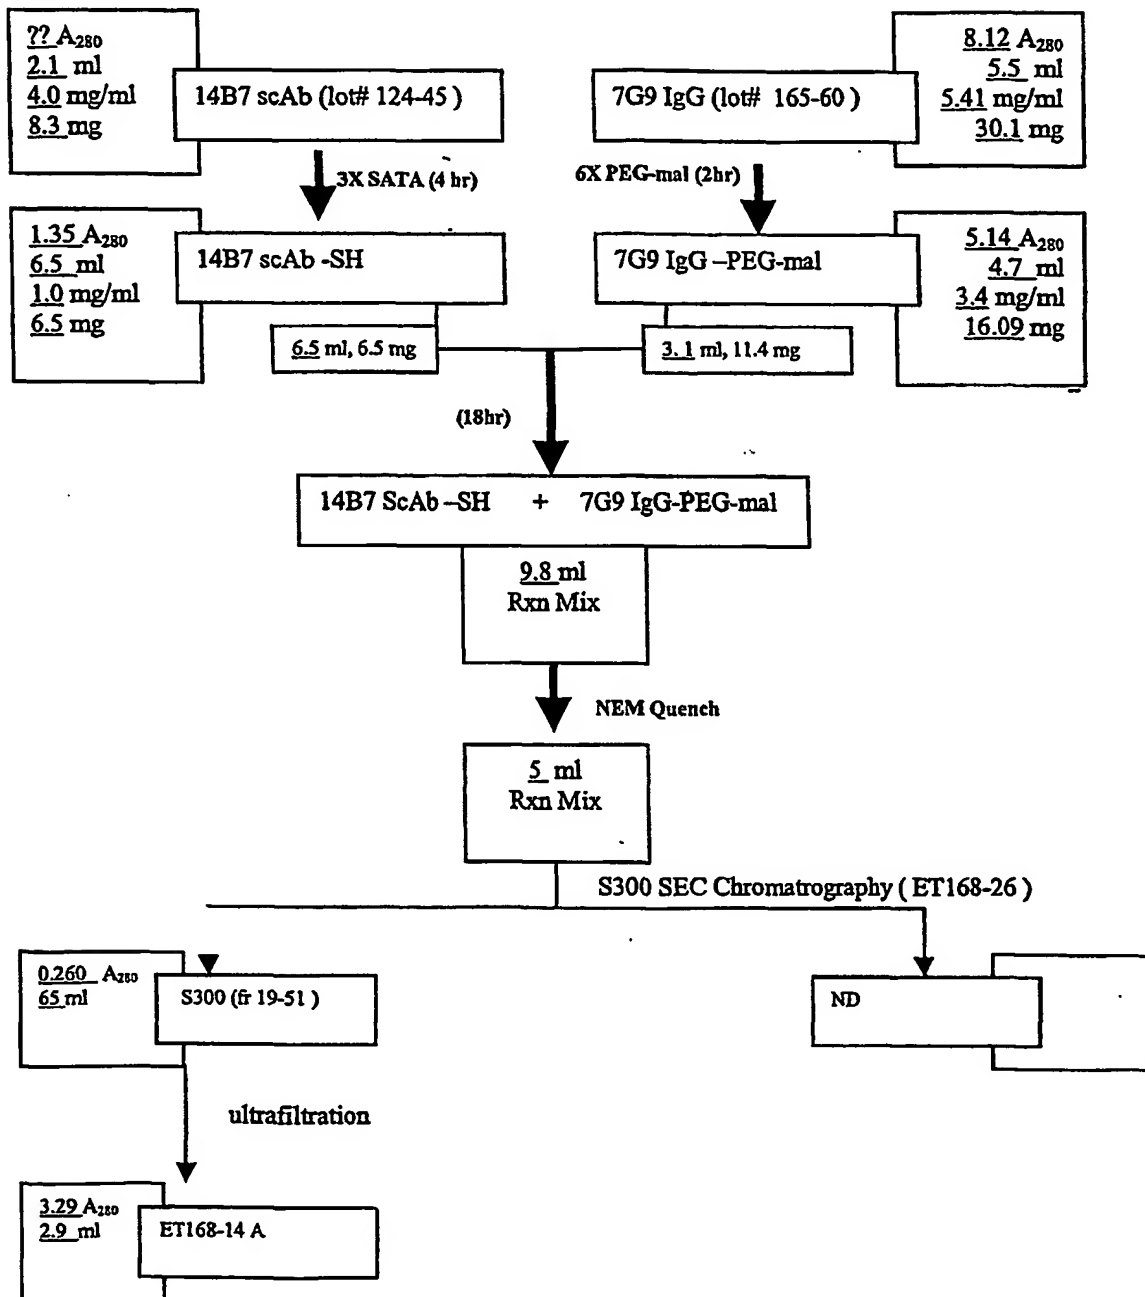 ?? A280
2.1 ml
4.0 mg/ml
8.3 mg
14B7 scAb (lot# 124-45 )
7G9 IgG (lot# 165-60 )
8.12 A280
5.5 ml
5.41 mg/ml
30.1 mg
3X SATA (4 hr)
6X PEG-mal (2hr)
1.35 A280
6.5 ml
1.0 mg/ml
6.5 mg
14B7 scAb -SH
7G9 IgG –PEG-mal
5.14 A280
4.7 ml
3.4 mg/ml
16.09 mg
6.5 ml, 6.5 mg
3.1 ml, 11.4 mg
(18hr)
14B7 ScAb –SH + 7G9 IgG-PEG-mal
9.8 ml
Rxn Mix
NEM Quench
5 ml
Rxn Mix
S300 SEC Chromatrography ( ET168-26 )
0.260 A280
65 ml
S300 (fr 19-51 )
ND
ultrafiltration
3.29 A280
2.9 ml
ET168-14 A